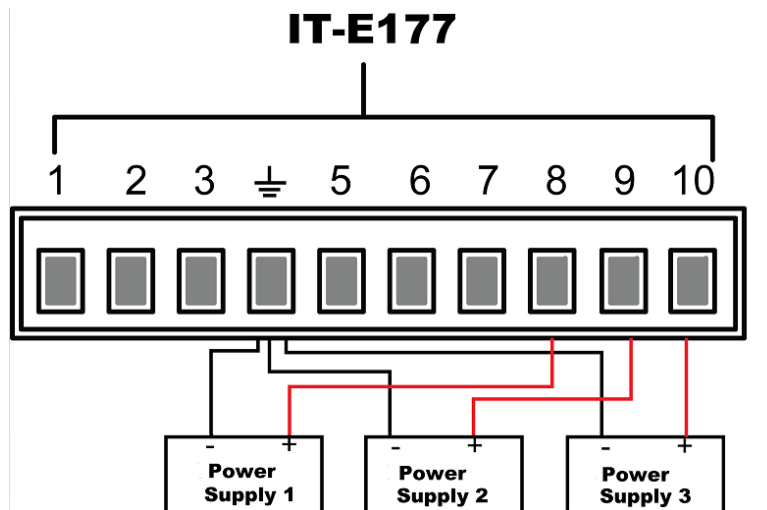 IT-E177
1 2 3 ⏚ 5 6 7 8 9 10
- + - + - +
Power Power Power
Supply 1 Supply 2 Supply 3